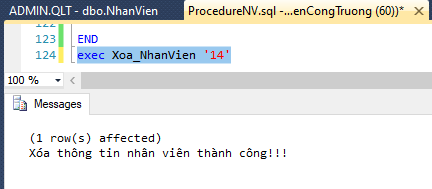 ADMIN.QLT - dbo.NhanVien
ProcedureNV.sql -...enCongTruong (60))*
123 END
124 exec Xoa_NhanVien '14'
100 %
Messages
(1 row(s) affected)
Xóa thông tin nhân viên thành công!!!